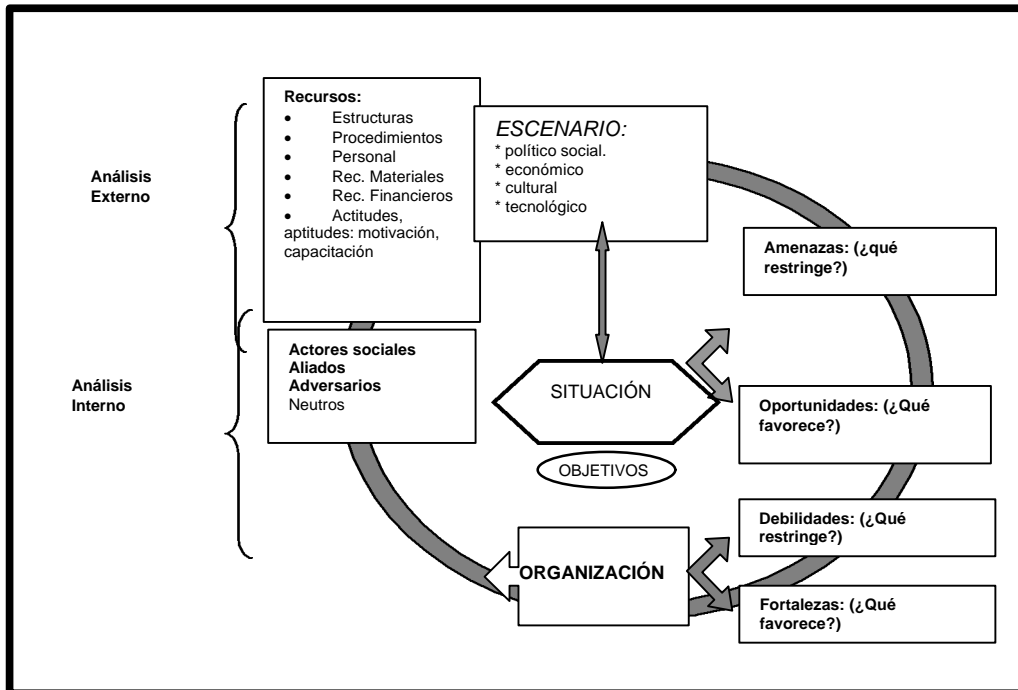 Recursos:
• Estructuras
• Procedimientos
• Personal
• Rec. Materiales
• Rec. Financieros
• Actitudes,
aptitudes: motivación,
capacitación
ESCENARIO:
* político social.
* económico
* cultural
* tecnológico
Análisis
Externo
Amenazas: (¿qué
restringe?)
Actores sociales
Aliados
Adversarios
Neutros
Análisis
Interno
SITUACIÓN
Oportunidades: (¿Qué
favorece?)
OBJETIVOS
Debilidades: (¿Qué
restringe?)
ORGANIZACIÓN
Fortalezas: (¿Qué
favorece?)